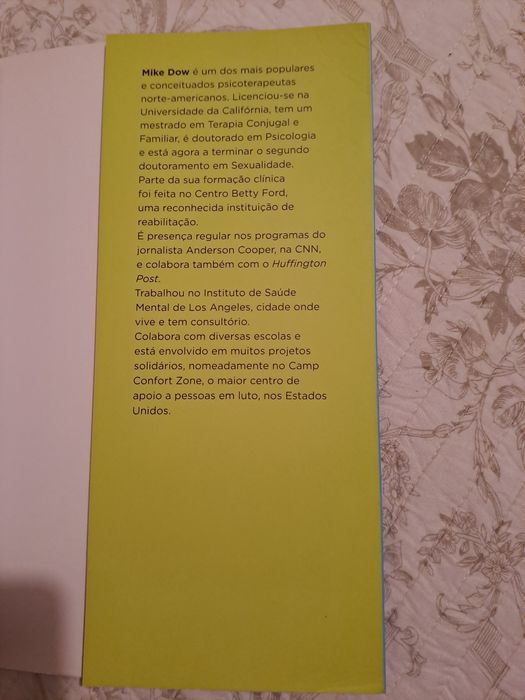 Mike Dow é um dos mais populares
e conceituados psicoterapeutas
norte-americanos. Licenciou-se na
Universidade da Califórnia, tem um
mestrado em Terapia Conjugal e
Familiar, é doutorado em Psicologia
e está agora a terminar o segundo
doutoramento em Sexualidade.
Parte da sua formação clínica
foi feita no Centro Betty Ford,
uma reconhecida instituição de
reabilitação.
É presença regular nos programas do
jornalista Anderson Cooper, na CNN,
e colabora também com o Huffington
Post.
Trabalhou no Instituto de Saúde
Mental de Los Angeles, cidade onde
vive e tem consultório.
Colabora com diversas escolas e
está envolvido em muitos projetos
solidários, nomeadamente no Camp
Confort Zone, o maior centro de
apoio a pessoas em luto, nos Estados
Unidos.